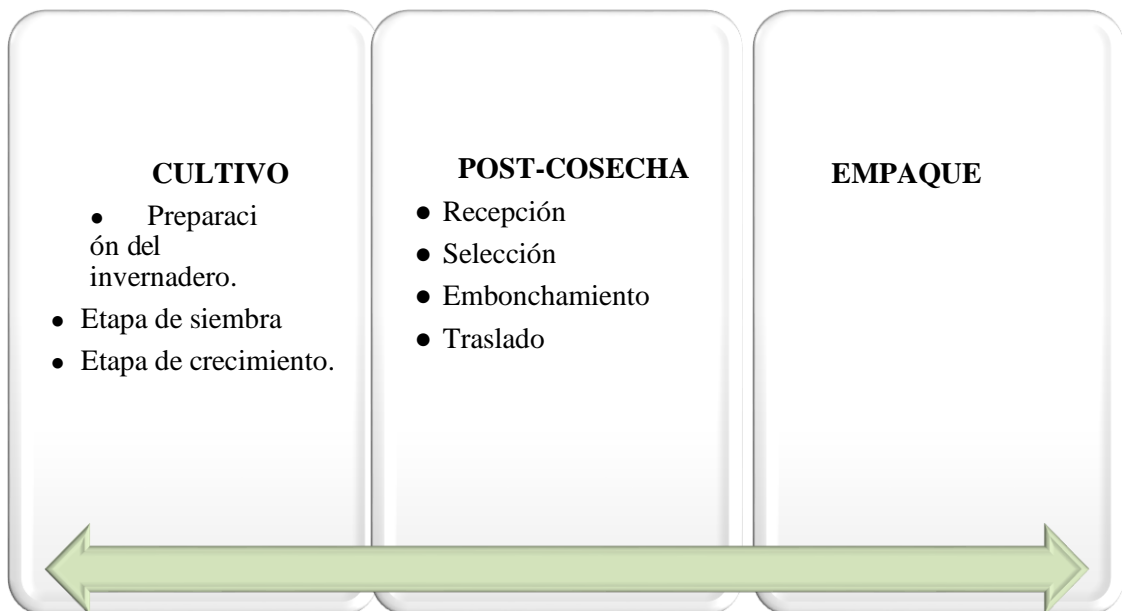 CULTIVO
● Preparaci
ón del
invernadero.
● Etapa de siembra
● Etapa de crecimiento.
POST-COSECHA
● Recepción
● Selección
● Embonchamiento
● Traslado
EMPAQUE